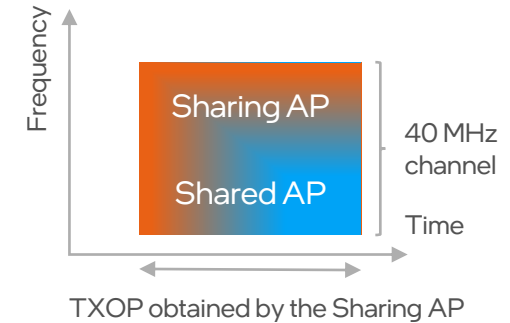 Frequency
Sharing AP
Shared AP
40 MHz
channel
Time
TXOP obtained by the Sharing AP